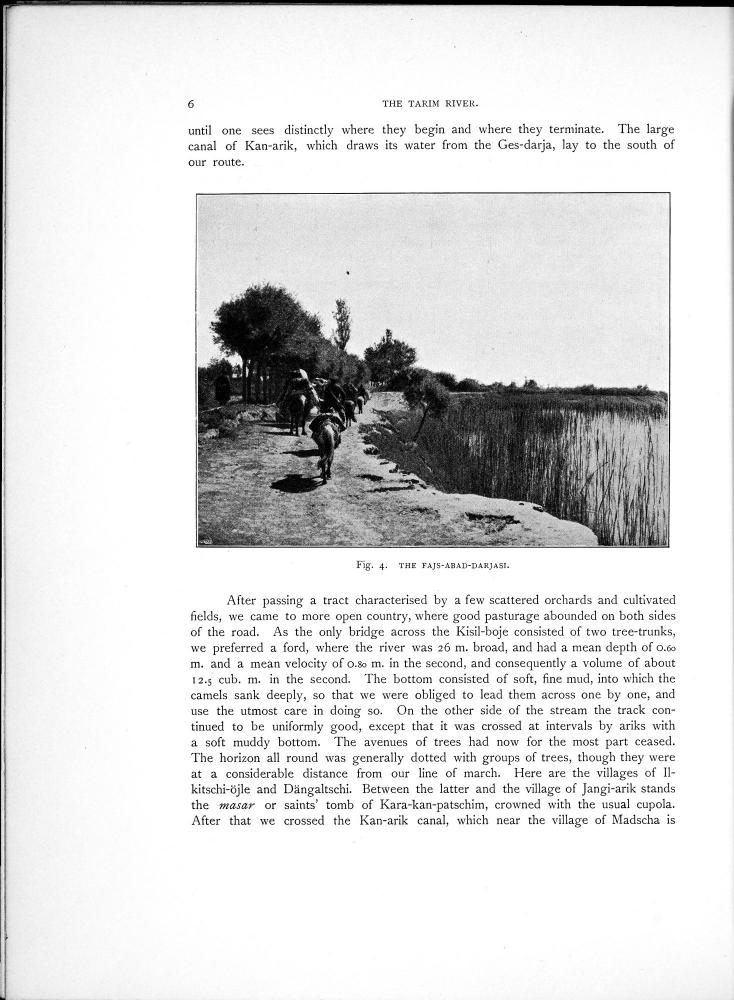 6
THE TARIM RIVER.
until one sees distinctly where they begin and where they terminate. The large
canal of Kan-arik, which draws its water from the Ges-darja, lay to the south of
our route.
Fig. 4. THE FAJS-ABAD-DARJASI.
After passing a tract characterised by a few scattered orchards and cultivated
fields, we came to more open country, where good pasturage abounded on both sides
of the road. As the only bridge across the Kisil-boje consisted of two tree-trunks,
we preferred a ford, where the river was 26 m. broad, and had a mean depth of 0.60
m. and a mean velocity of 0.80 m. in the second, and consequently a volume of about
12.5 cub. m. in the second. The bottom consisted of soft, fine mud, into which the
camels sank deeply, so that we were obliged to lead them across one by one, and
use the utmost care in doing so. On the other side of the stream the track con-
tinued to be uniformly good, except that it was crossed at intervals by ariks with
a soft muddy bottom. The avenues of trees had now for the most part ceased.
The horizon all round was generally dotted with groups of trees, though they were
at a considerable distance from our line of march. Here are the villages of Il-
kitschi-öjle and Dängaltschi. Between the latter and the village of Jangi-arik stands
the masar or saints' tomb of Kara-kan-patschim, crowned with the usual cupola.
After that we crossed the Kan-arik canal, which near the village of Madscha is